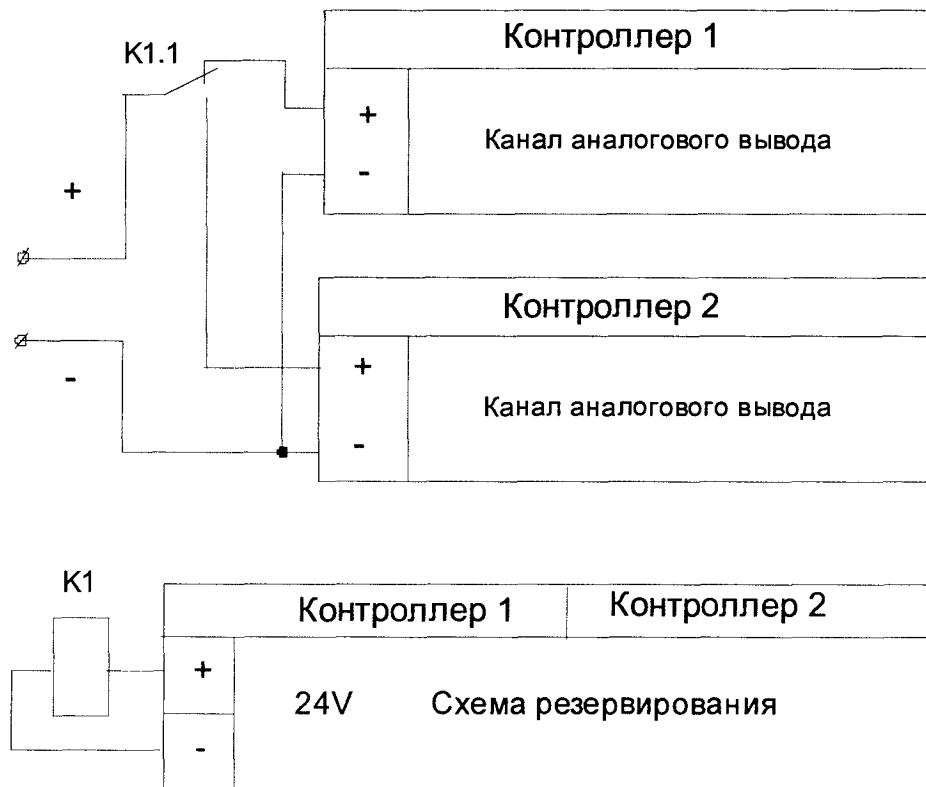 Контроллер 1
K1.1
+
Канал аналогового вывода
-
+
Контроллер 2
-
+
Канал аналогового вывода
-
K1
Контроллер 1 Контроллер 2
+
24V Схема резервирования
-